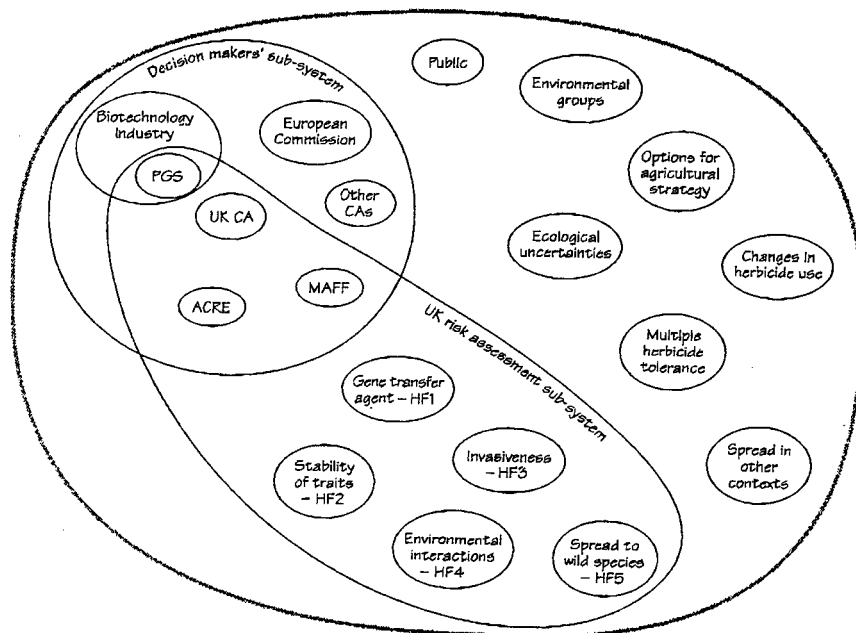 Decision makers' sub-system
Public
Environmental
groups
Biotechnology
Industry
European
Commission
Options for
agricultural
strategy
PGS
UK CA
Other
CAs
Ecological
uncertainties
Changes in
herbicide use
ACRE
MAFF
UK risk assessment sub-system
Multiple
herbicide
tolerance
Gene transfer
agent – HF1
Invasiveness
– HF3
Spread in
other
contexts
Stability
of traits
– HF2
Environmental
interactions
– HF4
Spread to
wild species
– HF5